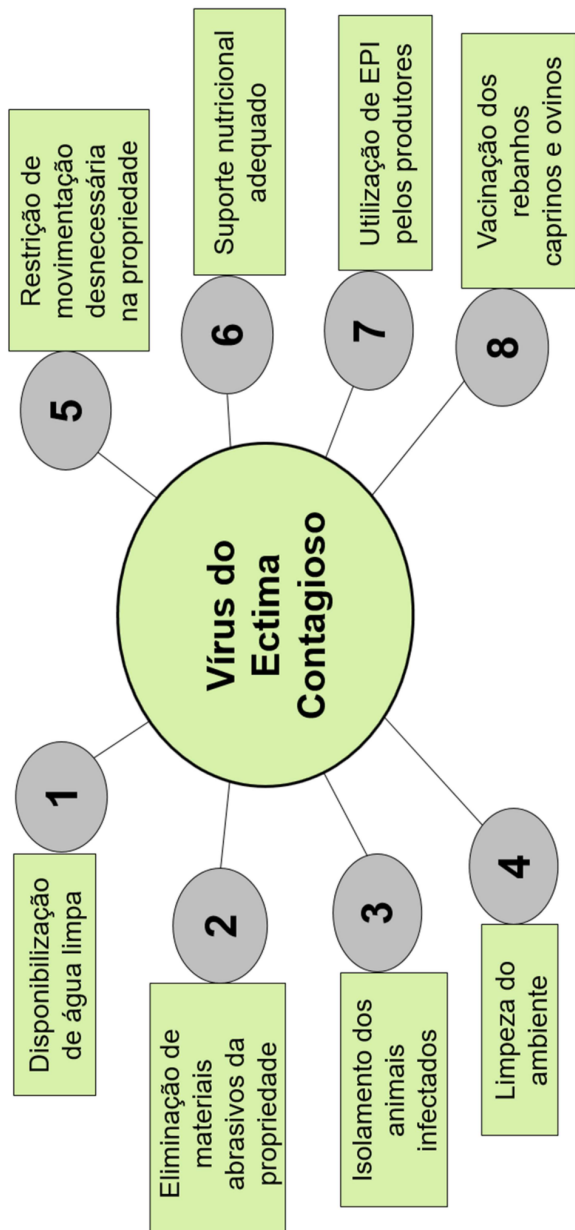 Vírus do
Ectima
Contagioso
1
Disponibilização
de água limpa
2
Eliminação de
materiais
abrasivos da
propriedade
3
Isolamento dos
animais
infectados
4
Limpeza do
ambiente
5
Restrição de
movimentação
desnecessária
na propriedade
6
Suporte nutricional
adequado
7
Utilização de EPI
pelos produtores
8
Vacinação dos
rebanhos
caprinos e ovinos